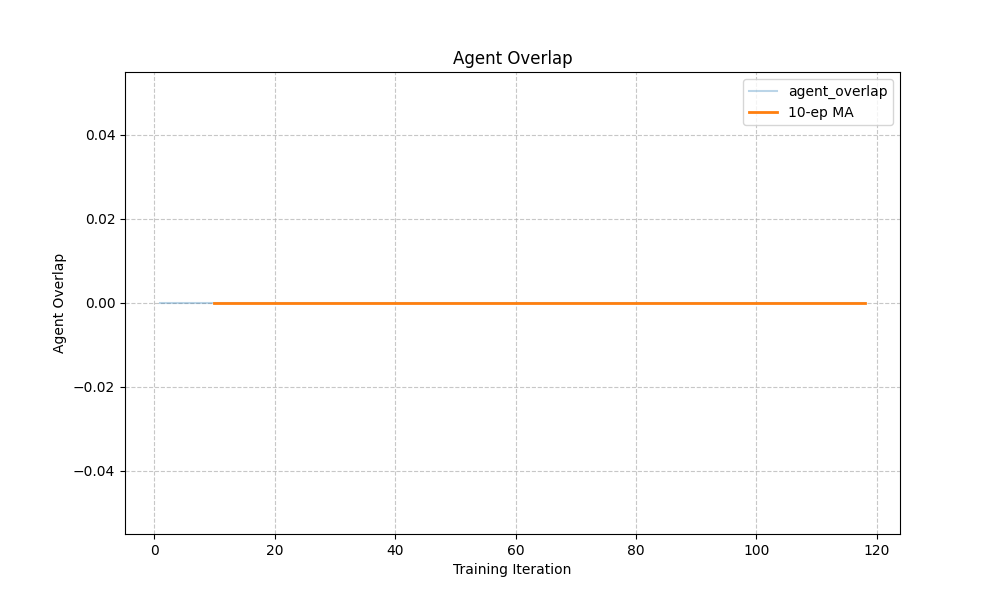 Agent Overlap
agent_overlap
10-ep MA
0.04
0.02
0.00
−0.02
−0.04
Agent Overlap
0 20 40 60 80 100 120
Training Iteration